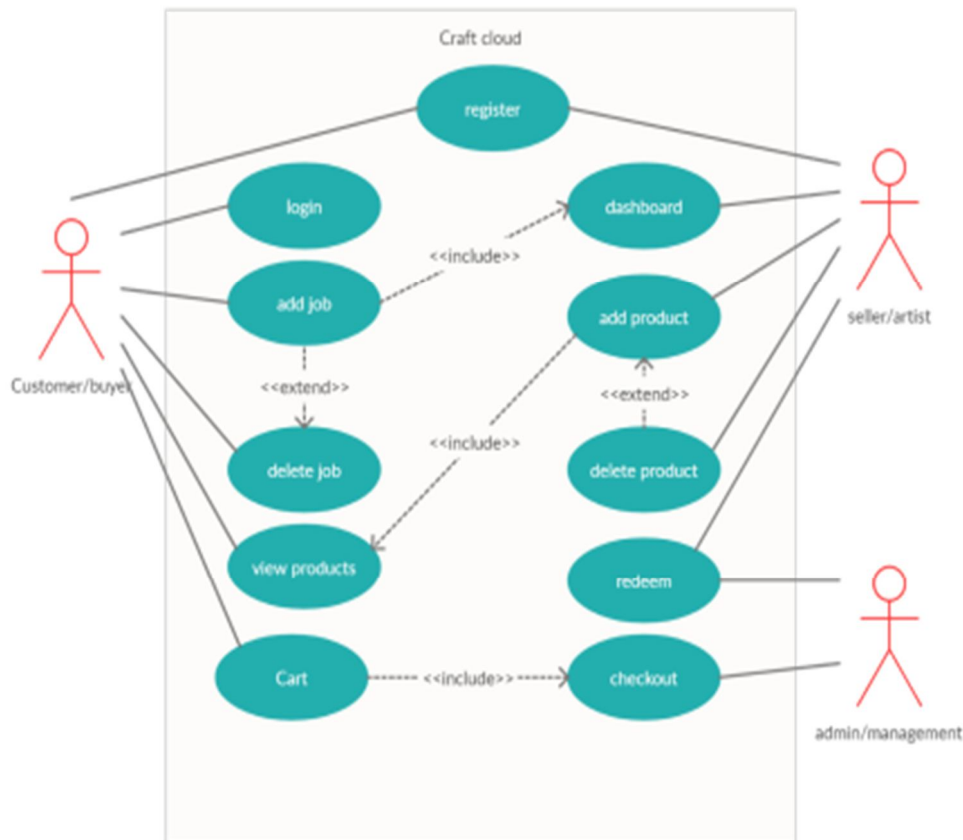 Craft cloud
register
login
dashboard
<<include>>
add job
add product
seller/artist
Customer/buyer
<<extend>>
<<extend>>
<<include>>
delete job
delete product
view products
redeem
Cart
<<include>>
checkout
admin/management